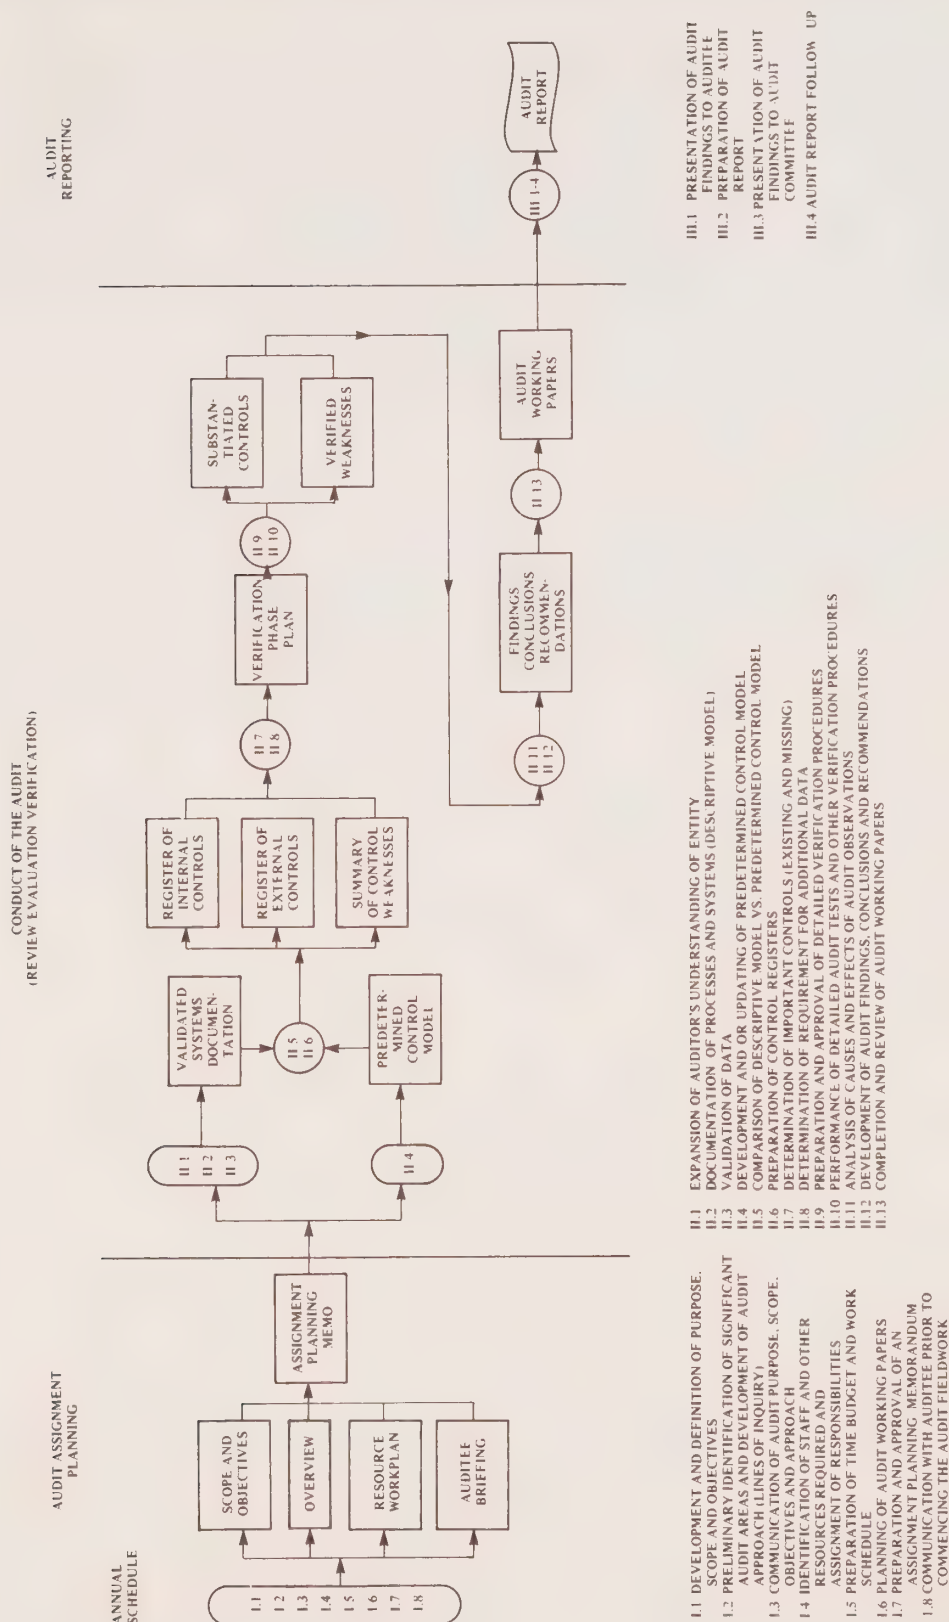 ANNUAL
SCHEDULE
AUDIT ASSIGNMENT
PLANNING
CONDUCT OF THE AUDIT
(REVIEW EVALUATION VERIFICATION)
AUDIT
REPORTING
I.1
I.2
I.3
I.4
I.5
I.6
I.7
I.8
SCOPE AND
OBJECTIVES
OVERVIEW
RESOURCE
WORKPLAN
AUDITEE
BRIEFING
ASSIGNMENT
PLANNING
MEMO
II 1
II 2
II 3
II 4
VALIDATED
SYSTEMS
DOCUMEN-
TATION
II 5
II 6
PREDETER-
MINED
CONTROL
MODEL
REGISTER OF
INTERNAL
CONTROLS
REGISTER OF
EXTERNAL
CONTROLS
SUMMARY
OF CONTROL
WEAKNESSES
II 7
II 8
VERIFICATION
PHASE
PLAN
II 9
II 10
SUBSTAN-
TIATED
CONTROLS
VERIFIED
WEAKNESSES
II 11
II 12
FINDINGS
CONCLUSIONS
RECOMMEN-
DATIONS
II 13
AUDIT
WORKING
PAPERS
III 1-4
AUDIT
REPORT
I.1 DEVELOPMENT AND DEFINITION OF PURPOSE.
SCOPE AND OBJECTIVES
I.2 PRELIMINARY IDENTIFICATION OF SIGNIFICANT
AUDIT AREAS AND DEVELOPMENT OF AUDIT
APPROACH (LINES OF INQUIRY)
I.3 COMMUNICATION OF AUDIT PURPOSE. SCOPE.
OBJECTIVES AND APPROACH
I 4 IDENTIFICATION OF STAFF AND OTHER
RESOURCES REQUIRED AND
ASSIGNMENT OF RESPONSIBILITIES
I.5 PREPARATION OF TIME BUDGET AND WORK
SCHEDULE
I.6 PLANNING OF AUDIT WORKING PAPERS
I.7 PREPARATION AND APPROVAL OF AN
ASSIGNMENT PLANNING MEMORANDUM
I.8 COMMUNICATION WITH AUDITEE PRIOR TO
COMMENCING THE AUDIT FIELDWORK
II.1 EXPANSION OF AUDITOR'S UNDERSTANDING OF ENTITY
II.2 DOCUMENTATION OF PROCESSES AND SYSTEMS (DESCRIPTIVE MODEL)
II.3 VALIDATION OF DATA
II.4 DEVELOPMENT AND OR UPDATING OF PREDETERMINED CONTROL MODEL
II.5 COMPARISON OF DESCRIPTIVE MODEL VS. PREDETERMINED CONTROL MODEL
II.6 PREPARATION OF CONTROL REGISTERS
II.7 DETERMINATION OF IMPORTANT CONTROLS (EXISTING AND MISSING)
II.8 DETERMINATION OF REQUIREMENT FOR ADDITIONAL DATA
II.9 PREPARATION AND APPROVAL OF DETAILED VERIFICATION PROCEDURES
II.10 PERFORMANCE OF DETAILED AUDIT TESTS AND OTHER VERIFICATION PROCEDURES
II.11 ANALYSIS OF CAUSES AND EFFECTS OF AUDIT OBSERVATIONS
II.12 DEVELOPMENT OF AUDIT FINDINGS, CONCLUSIONS AND RECOMMENDATIONS
II.13 COMPLETION AND REVIEW OF AUDIT WORKING PAPERS
III.1 PRESENTATION OF AUDIT
FINDINGS TO AUDITEE
III.2 PREPARATION OF AUDIT
REPORT
III.3 PRESENTATION OF AUDIT
FINDINGS TO AUDIT
COMMITTEE
III.4 AUDIT REPORT FOLLOW UP